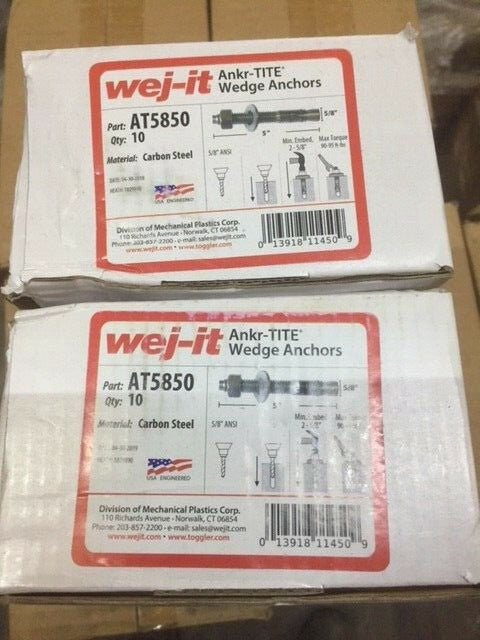 wej-it Ankr-TITE®
Wedge Anchors
Part: AT5850
Qty: 10
Material: Carbon Steel
5/8"
5"
5/8" ANSI
Min. Embed.
2 - 5/8"
Max Torque
90-95 ft-lbs
USA ENGINEERED
Division of Mechanical Plastics Corp.
110 Richards Avenue - Norwalk, CT 06854
Phone: 203-857-2200 - e-mail: sales@wejit.com
www.wejit.com • www.toggler.com
0 13918 11450 9
wej-it Ankr-TITE®
Wedge Anchors
Part: AT5850
Qty: 10
Material: Carbon Steel
5/8"
5"
5/8" ANSI
Min. Embed
2 - 5/8"
USA ENGINEERED
Division of Mechanical Plastics Corp.
110 Richards Avenue - Norwalk, CT 06854
Phone: 203-857-2200 - e-mail: sales@wejit.com
www.wejit.com • www.toggler.com
0 13918 11450 9